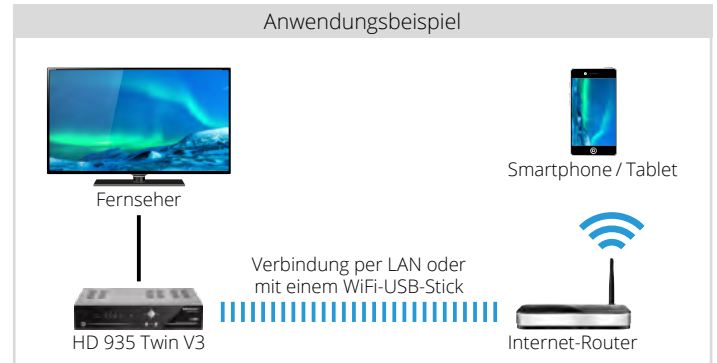 Anwendungsbeispiel
Smartphone / Tablet
Fernseher
Verbindung per LAN oder
mit einem WiFi-USB-Stick
HD 935 Twin V3
Internet-Router